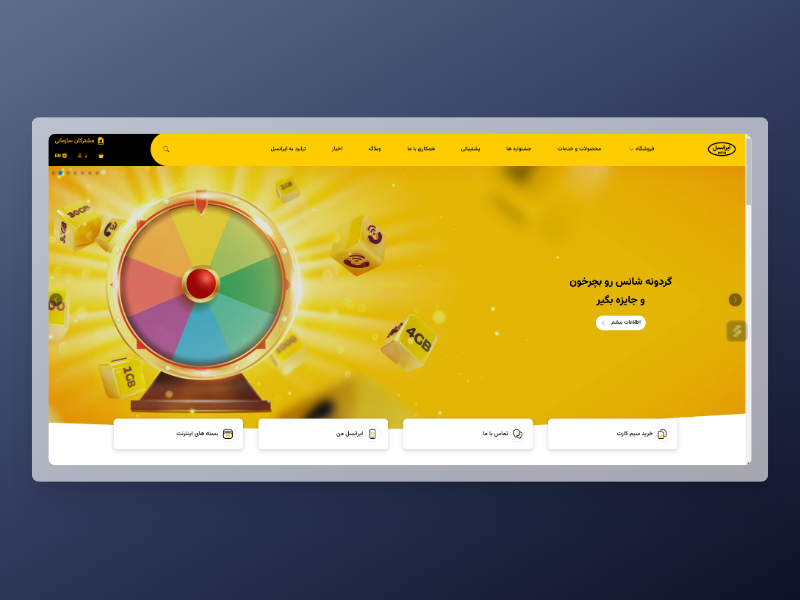 ایرانسل
فروشگاه
محصولات و خدمات
جشنواره ها
پشتیبانی
همکاری با ما
وبلاگ
اخبار
ترابرد به ایرانسل
مشترکان سازمانی
EN
گردونه شانس رو بچرخون
و جایزه بگیر
اطلاعات بیشتر
4GB
1GB
خرید سیم کارت
تماس با ما
ایرانسل من
بسته های اینترنت